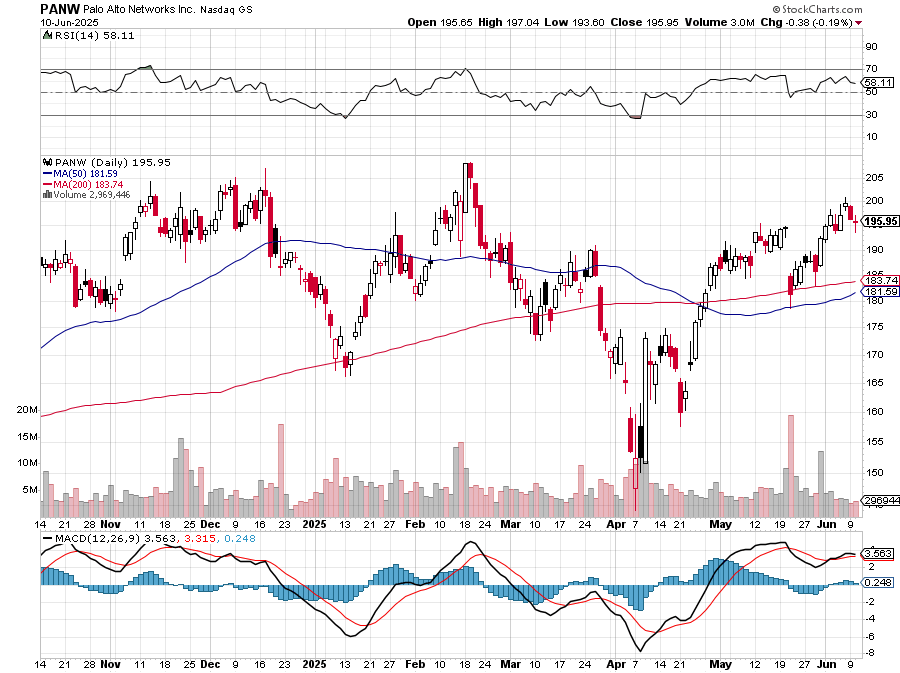 PANW Palo Alto Networks Inc. Nasdaq GS © StockCharts.com
10-Jun-2025 Open 195.65 High 197.04 Low 193.60 Close 195.95 Volume 3.0M Chg -0.38 (-0.19%)
RSI(14) 58.11
90
70
58.11
50
30
10
PANW (Daily) 195.95
MA(50) 181.59
MA(200) 183.74
Volume 2,969,446
205
200
195.95
190
185
183.74
181.59
180
175
170
165
160
155
150
20M
15M
10M
5M
14 21 28 Nov 11 18 25 Dec 9 16 23 2025 13 21 27 Feb 10 18 24 Mar 10 17 24 Apr 7 14 21 May 12 19 27 Jun 9
MACD(12,26,9) 3.563, 3.315, 0.248
3.563
2
0.248
-2
-4
-6
-8
14 21 28 Nov 11 18 25 Dec 9 16 23 2025 13 21 27 Feb 10 18 24 Mar 10 17 24 Apr 7 14 21 May 12 19 27 Jun 9